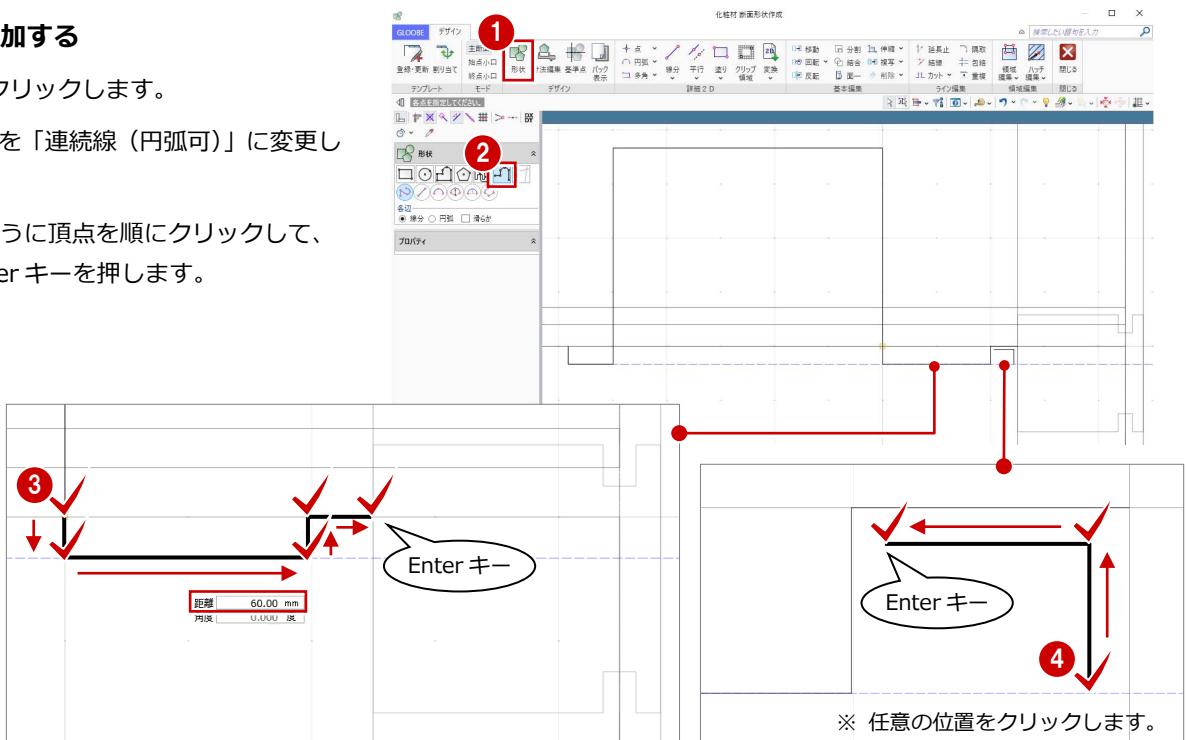 加する
クリックします。
を「連続線（円弧可）」に変更し
うに頂点を順にクリックして、
er キーを押します。
化粧材 断面形状作成
GLOOBE デザイン
検索したい語句を入力
1
登録・更新 割り当て
始点小口
終点小口
形状 寸法編集 基準点 バック
表示
点 円弧 多角
線分 平行 塗り クリップ
領域 変換
移動 分割 伸縮
回転 結合 複写
反転 面一 削除
JL カット
延長止 隅取
結線 包絡
重複
領域
編集
ハッチ
編集
閉じる
テンプレート モード デザイン 詳細2D 基本編集 ライン編集 領域編集 閉じる
各点を指定してください。
形状
2
各辺
線分 円弧 滑らか
プロパティ
3
Enter キー
距離 60.00 mm
角度 0.000 度
Enter キー
4
※ 任意の位置をクリックします。